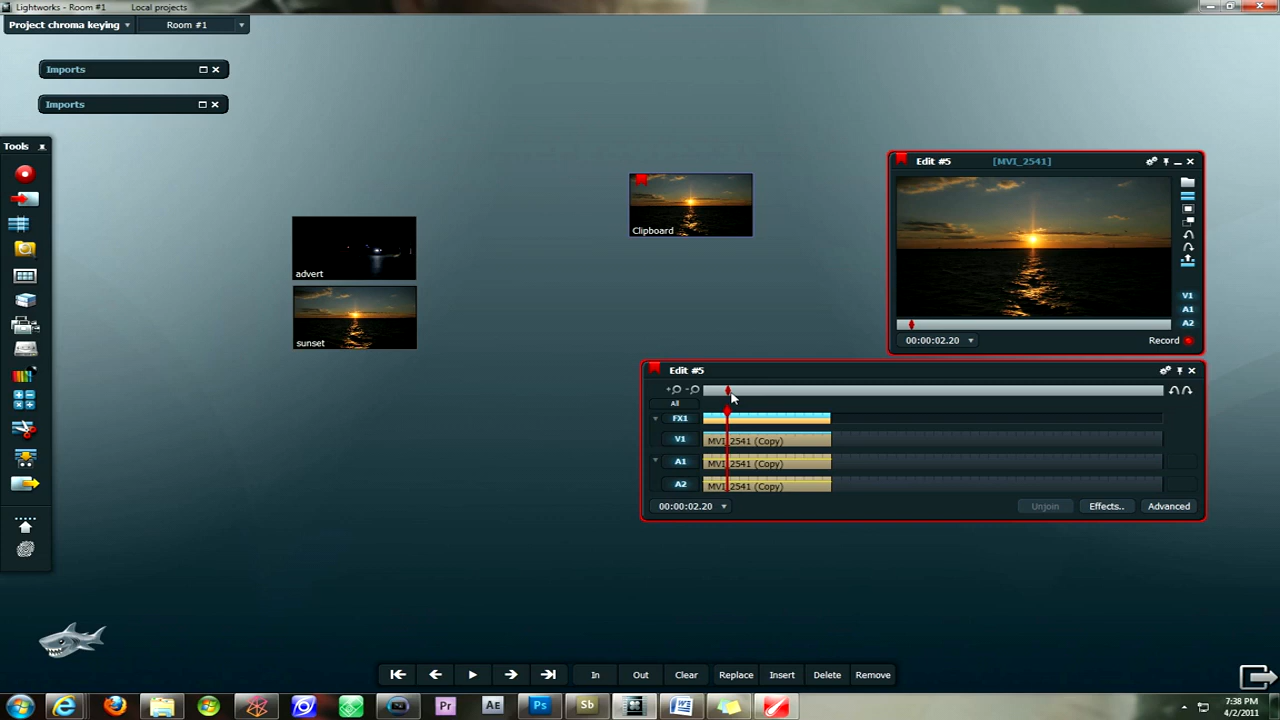 Lightworks - Room #1 Local projects
Project chroma keying Room #1
Imports
Imports
Tools
advert
sunset
Clipboard
Edit #5 [MVI_2541]
V1
A1
A2
00:00:02.20 Record
Edit #5
All
FX1
V1 MVI_2541 (Copy)
A1 MVI_2541 (Copy)
A2 MVI_2541 (Copy)
00:00:02.20 Unjoin Effects.. Advanced
In Out Clear Replace Insert Delete Remove
Pr AE Ps Sb
7:38 PM
4/2/2011